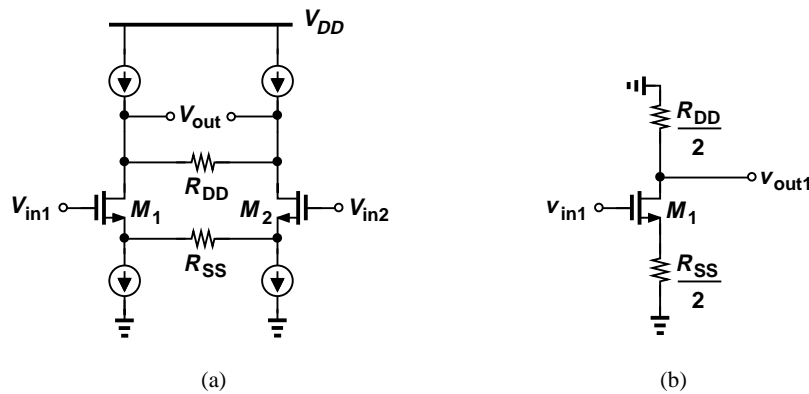 V_DD
V_out
R_DD
V_in1
M_1
M_2
V_in2
R_SS
(a)
R_DD
2
v_out1
v_in1
M_1
R_SS
2
(b)